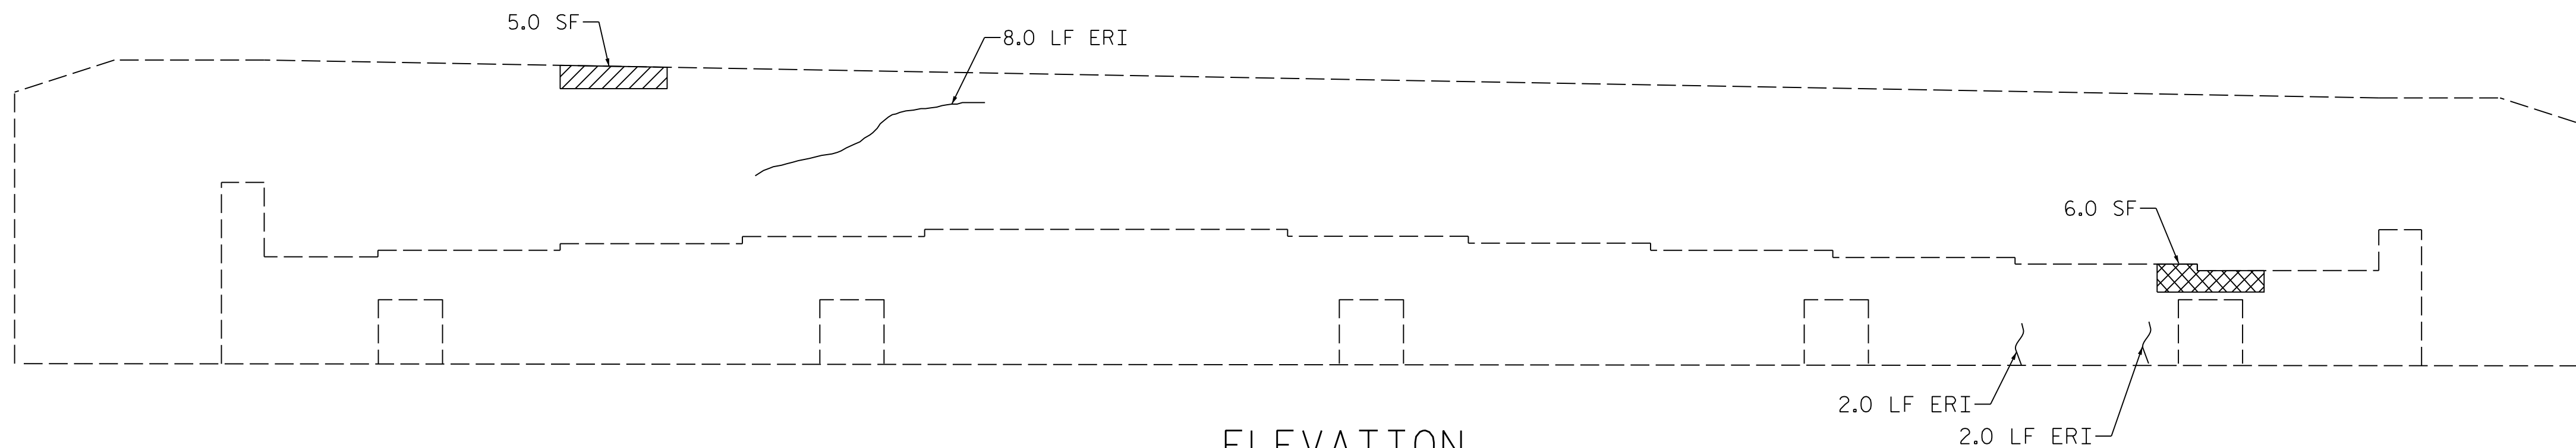 5.0 SF
8.0 LF ERI
6.0 SF
2.0 LF ERI
2.0 LF ERI
ELEVATION